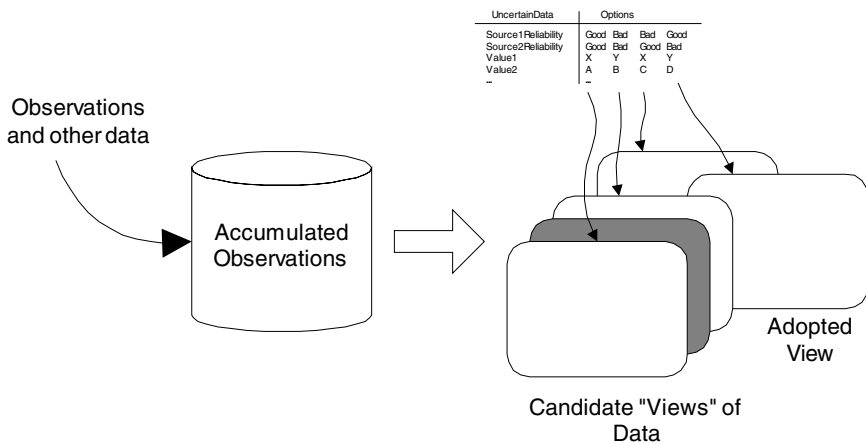 UncertainData Options
Source1Reliability Good Bad Bad Good
Source2Reliability Good Bad Good Bad
Value1 X Y X Y
Value2 A B C D
... ...
Observations
and other data
Accumulated
Observations
Adopted
View
Candidate "Views" of
Data